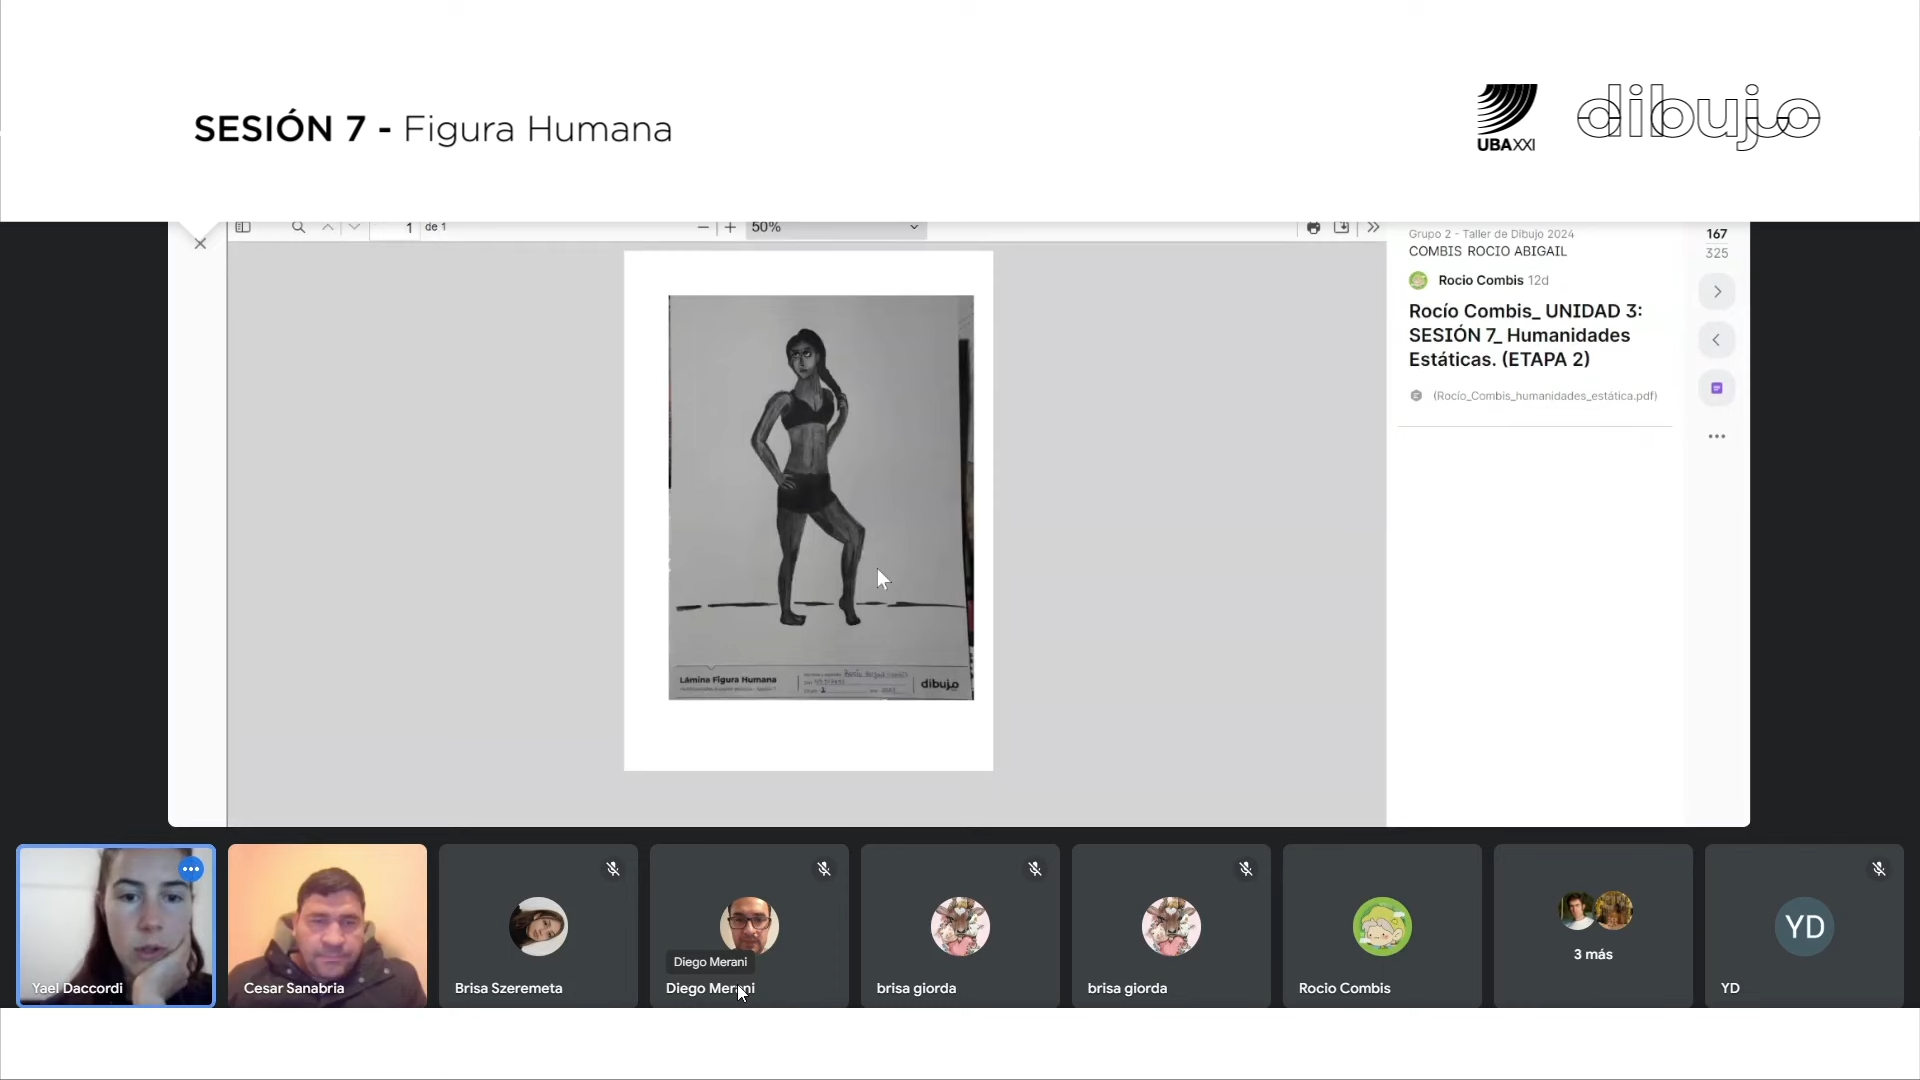 SESIÓN 7 - Figura Humana
UBAXXI
dibujo
1 de 1
50%
Grupo 2 - Taller de Dibujo 2024
COMBIS ROCIO ABIGAIL
167
325
Rocio Combis 12d
Rocío Combis_ UNIDAD 3:
SESIÓN 7_ Humanidades
Estáticas. (ETAPA 2)
(Rocío_Combis_humanidades_estática.pdf)
Lámina Figura Humana
dibujo
Yael Daccordi
Cesar Sanabria
Brisa Szeremeta
Diego Merani
Diego Merani
brisa giorda
brisa giorda
Rocio Combis
3 más
YD
YD